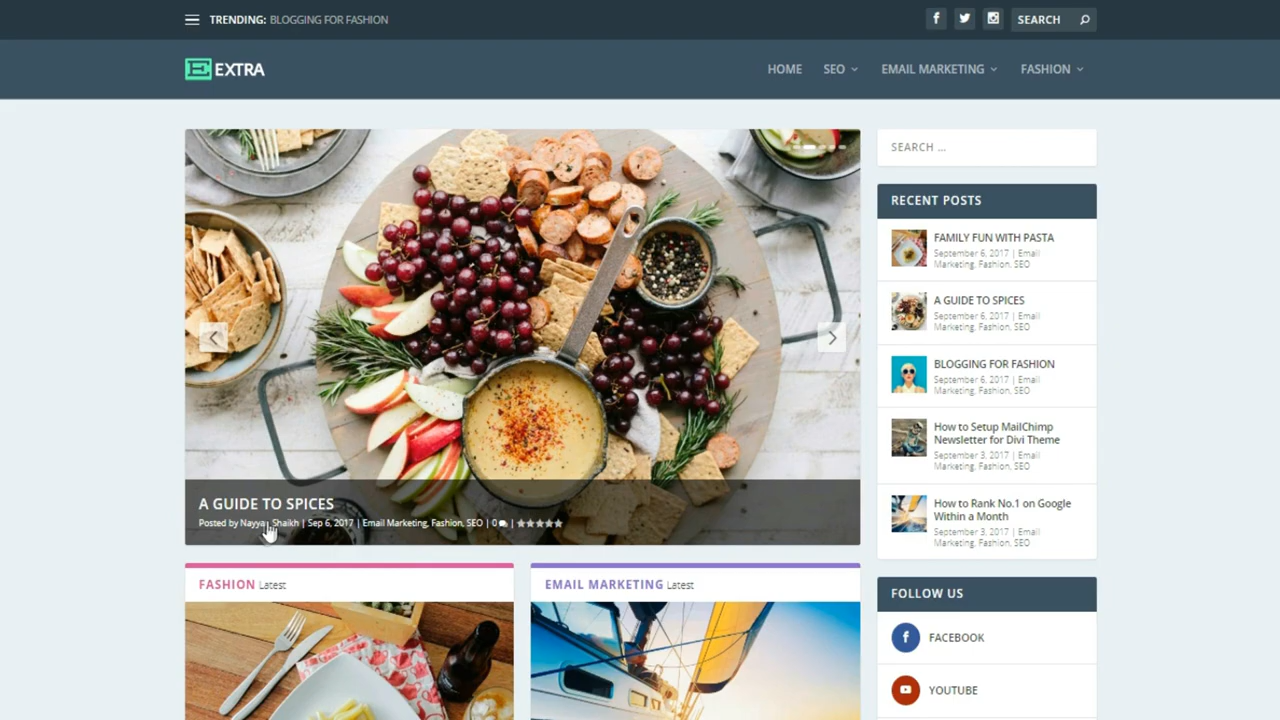 TRENDING: BLOGGING FOR FASHION
SEARCH
E EXTRA
HOME SEO EMAIL MARKETING FASHION
SEARCH …
RECENT POSTS
FAMILY FUN WITH PASTA
September 6, 2017 | Email
Marketing, Fashion, SEO
A GUIDE TO SPICES
September 6, 2017 | Email
Marketing, Fashion, SEO
BLOGGING FOR FASHION
September 6, 2017 | Email
Marketing, Fashion, SEO
How to Setup MailChimp
Newsletter for Divi Theme
September 3, 2017 | Email
Marketing, Fashion, SEO
How to Rank No.1 on Google
Within a Month
September 3, 2017 | Email
Marketing, Fashion, SEO
A GUIDE TO SPICES
Posted by Nayyar Shaikh | Sep 6, 2017 | Email Marketing, Fashion, SEO | 0 |
FASHION Latest
EMAIL MARKETING Latest
FOLLOW US
FACEBOOK
YOUTUBE